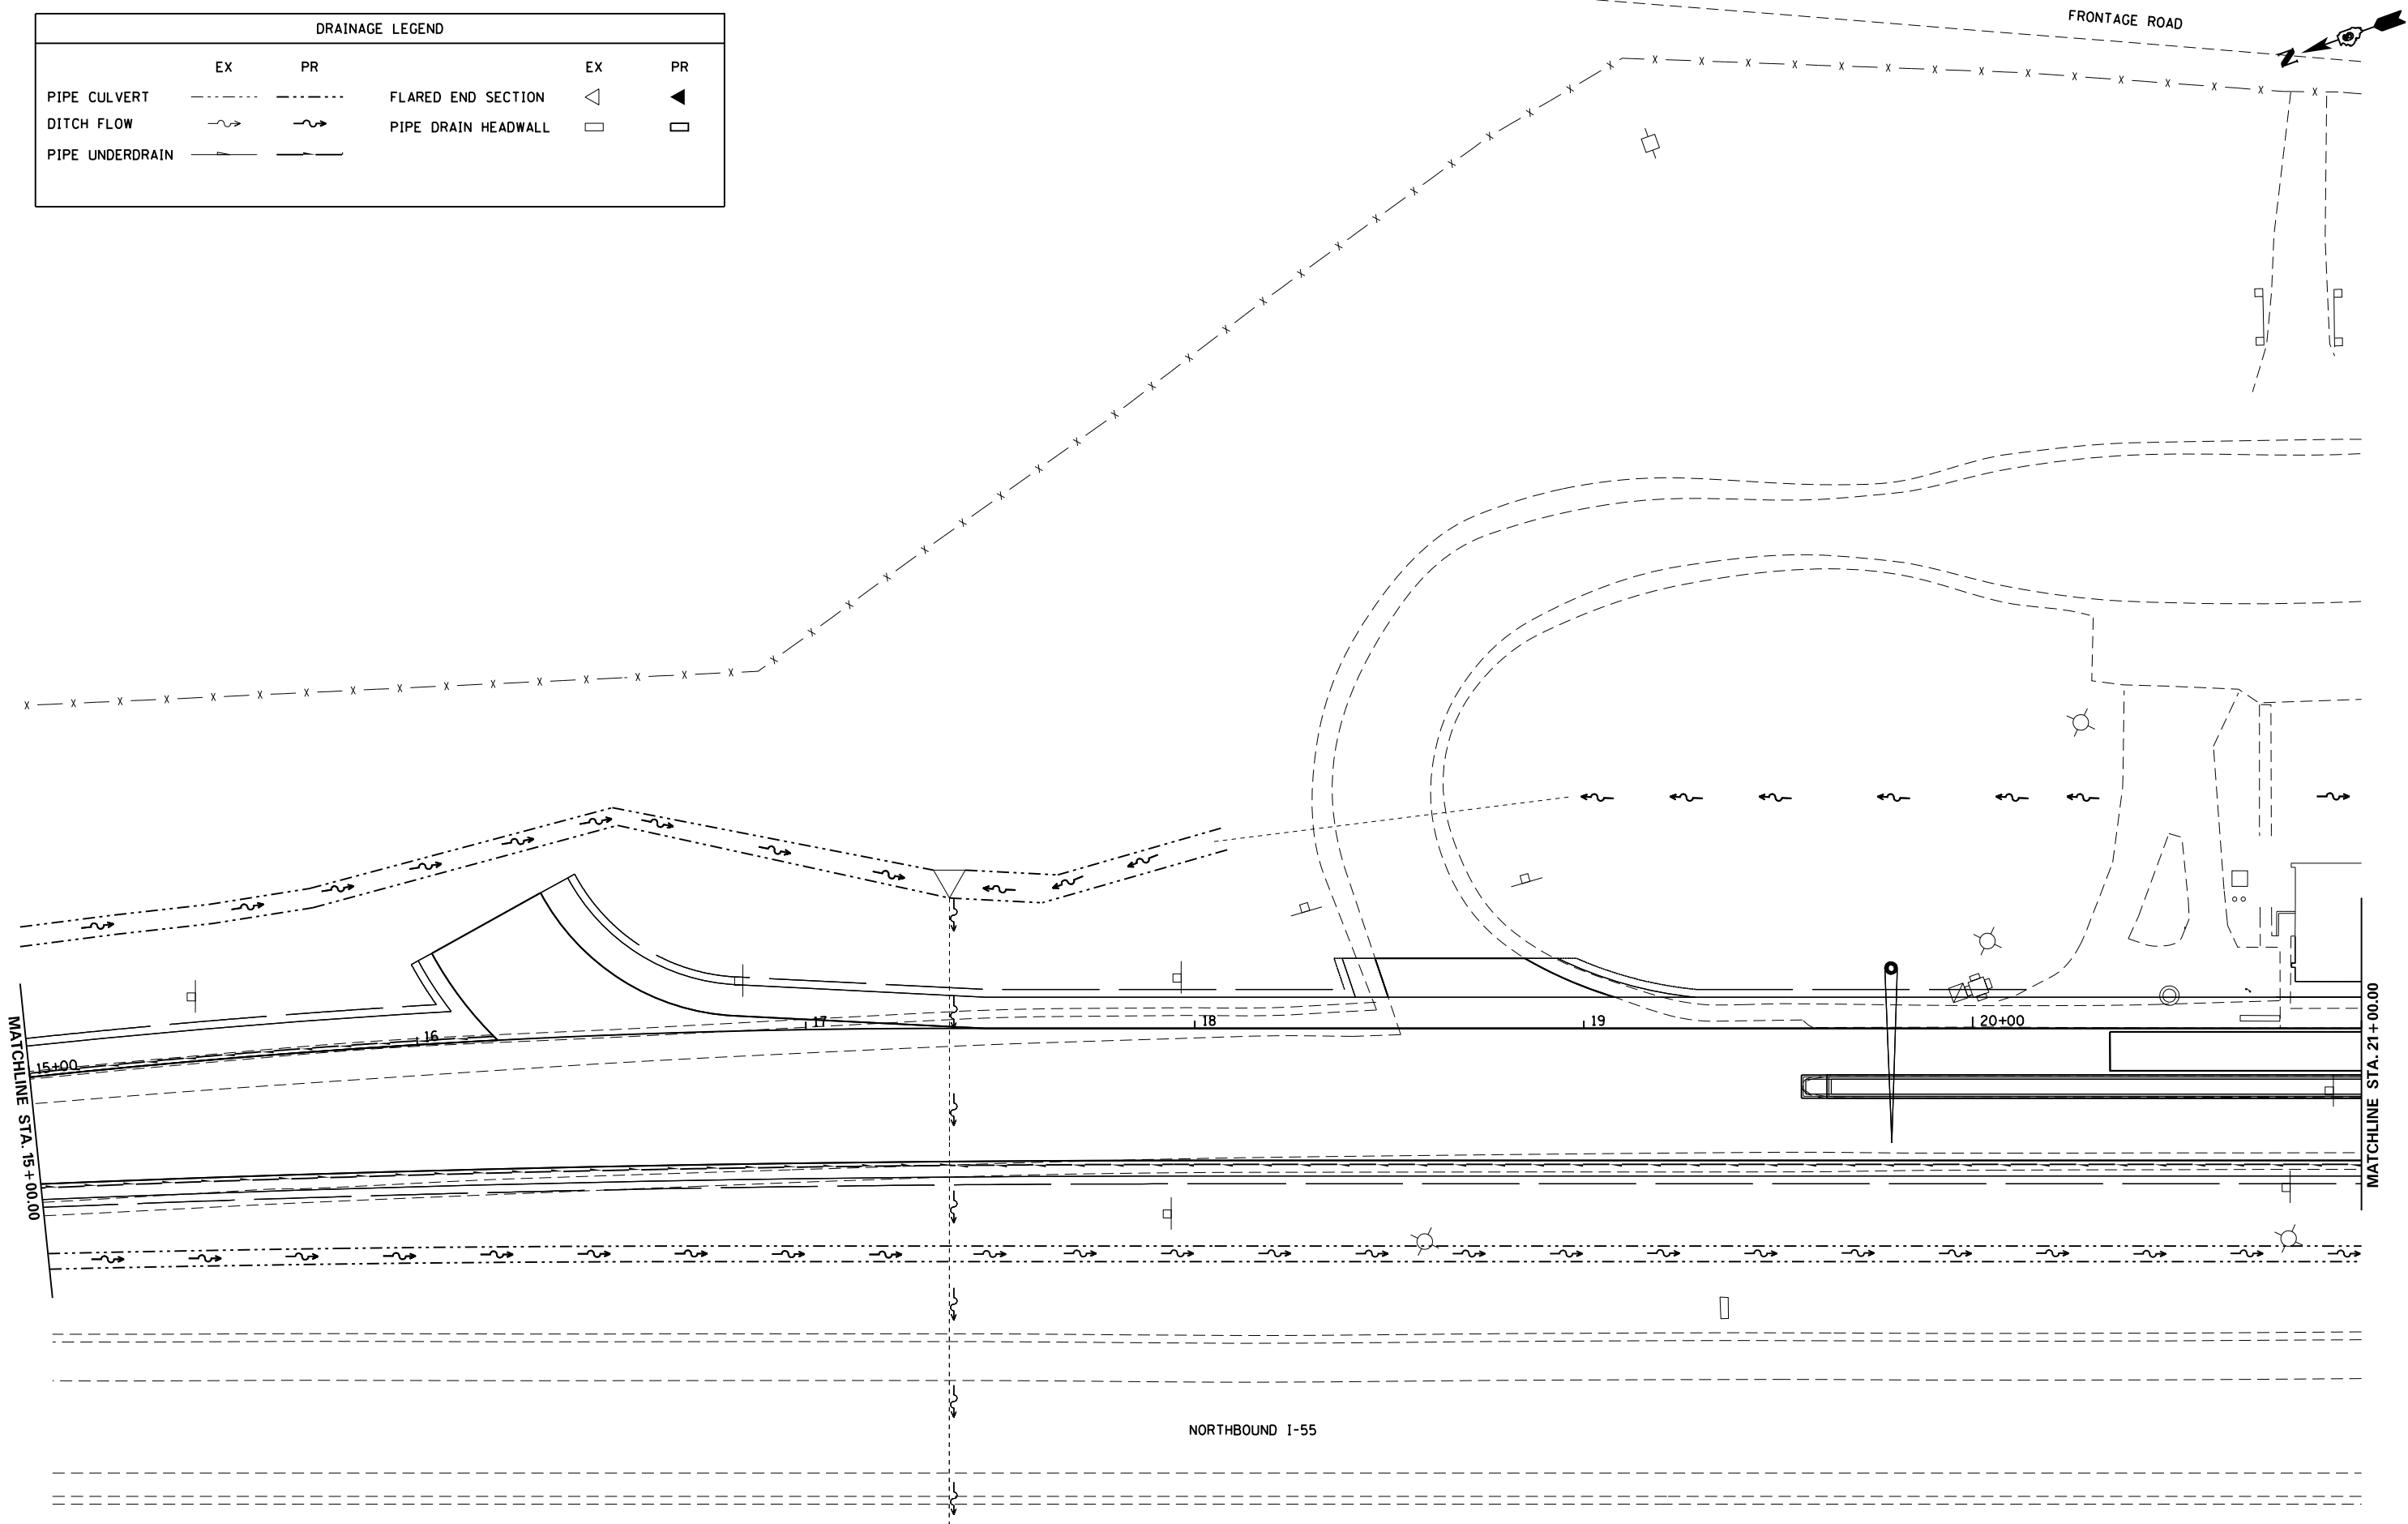 DRAINAGE LEGEND
EX PR EX PR
PIPE CULVERT FLARED END SECTION
DITCH FLOW PIPE DRAIN HEADWALL
PIPE UNDERDRAIN
FRONTAGE ROAD
N
15+00
16
17
18
19
20+00
MATCHLINE STA. 15+00.00
MATCHLINE STA. 21+00.00
NORTHBOUND I-55